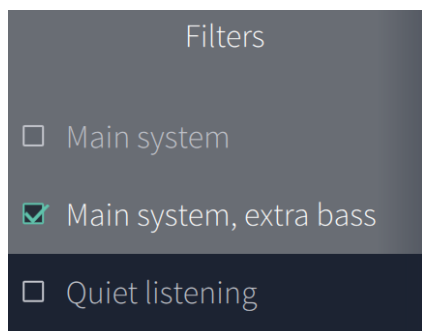 Filters
Main system
Main system, extra bass
Quiet listening